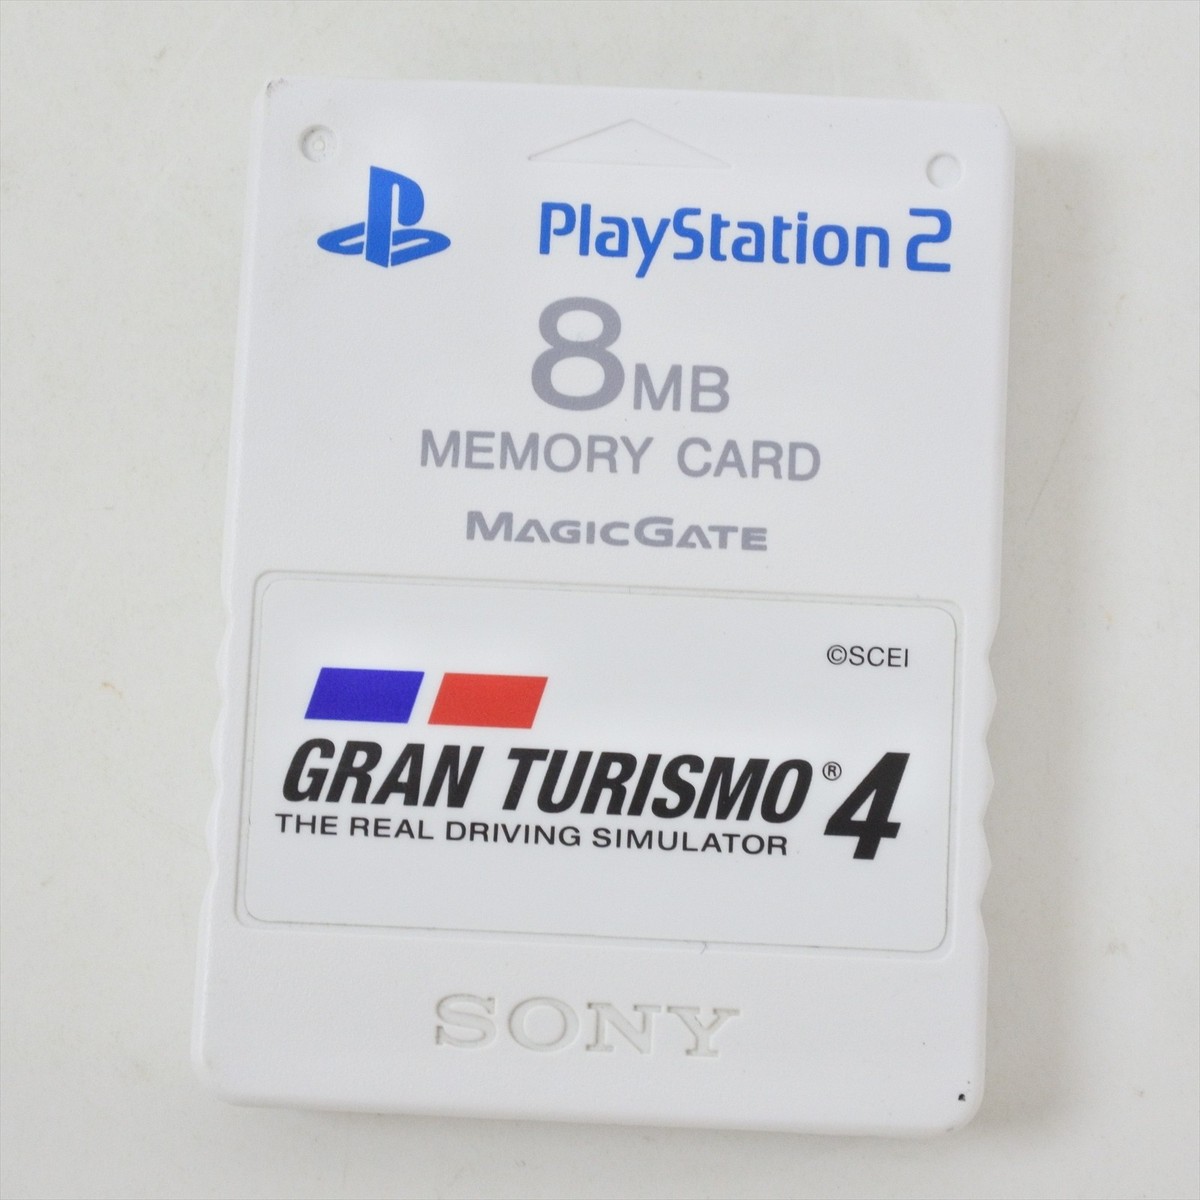 PlayStation 2
8MB
MEMORY CARD
MAGICGATE
©SCEI
GRAN TURISMO® 4
THE REAL DRIVING SIMULATOR
SONY